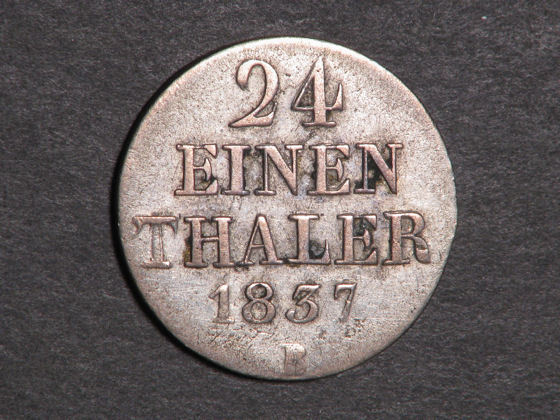 24
EINEN
THALER
1837
B